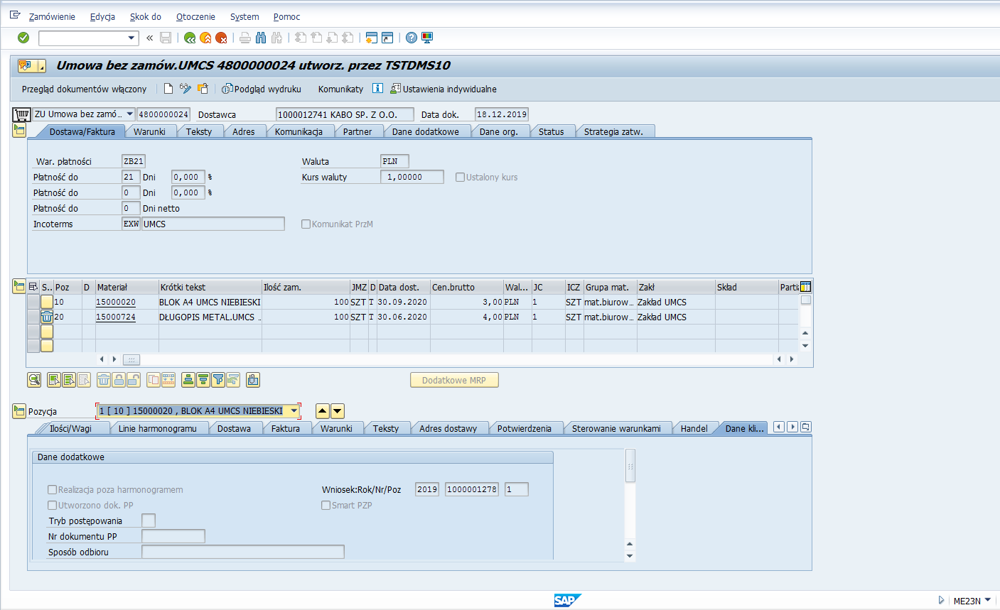 Zamówienie Edycja Skok do Otoczenie System Pomoc
Umowa bez zamów.UMCS 4800000024 utworz. przez TSTDMS10
Przegląd dokumentów włączony Podgląd wydruku Komunikaty Ustawienia indywidualne
ZU Umowa bez zamó... 4800000024 Dostawca 1000012741 KABO SP. Z O.O. Data dok. 18.12.2019
Dostawa/Faktura Warunki Teksty Adres Komunikacja Partner Dane dodatkowe Dane org. Status Strategia zatw.
War. płatności ZB21 Waluta PLN
Płatność do 21 Dni 0,000 % Kurs waluty 1,00000 Ustalony kurs
Płatność do 0 Dni 0,000 %
Płatność do 0 Dni netto
Incoterms EXW UMCS Komunikat PrzM
S.. Poz D Materiał Krótki tekst Ilość zam. JMZ D Data dost. Cen.brutto Wal... JC ICZ Grupa mat. Zakł Skład Partia
10 15000020 BLOK A4 UMCS NIEBIESKI 100 SZT T 30.09.2020 3,00 PLN 1 SZT mat.biurow... Zakład UMCS
20 15000724 DŁUGOPIS METAL.UMCS .. 100 SZT T 30.06.2020 4,00 PLN 1 SZT mat.biurow... Zakład UMCS
Dodatkowe MRP
Pozycja 1 [ 10 ] 15000020 , BLOK A4 UMCS NIEBIESKI
Ilości/Wagi Linie harmonogramu Dostawa Faktura Warunki Teksty Adres dostawy Potwierdzenia Sterowanie warunkami Handel Dane kli...
Dane dodatkowe
Realizacja poza harmonogramem Wniosek:Rok/Nr/Poz 2019 1000001278 1
Utworzono dok. PP Smart PZP
Tryb postępowania
Nr dokumentu PP
Sposób odbioru
SAP ME23N